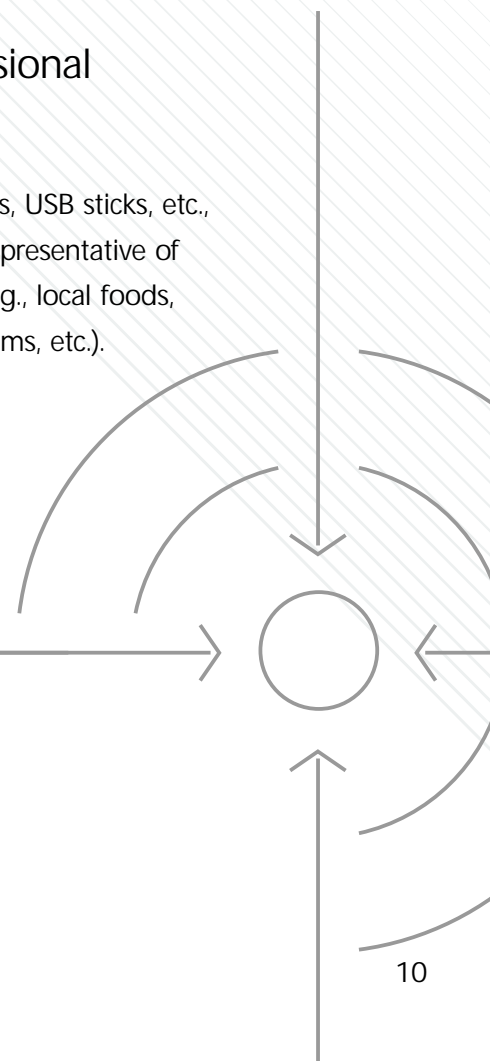 sional
s, USB sticks, etc.,
presentative of
g., local foods,
ms, etc.).
10